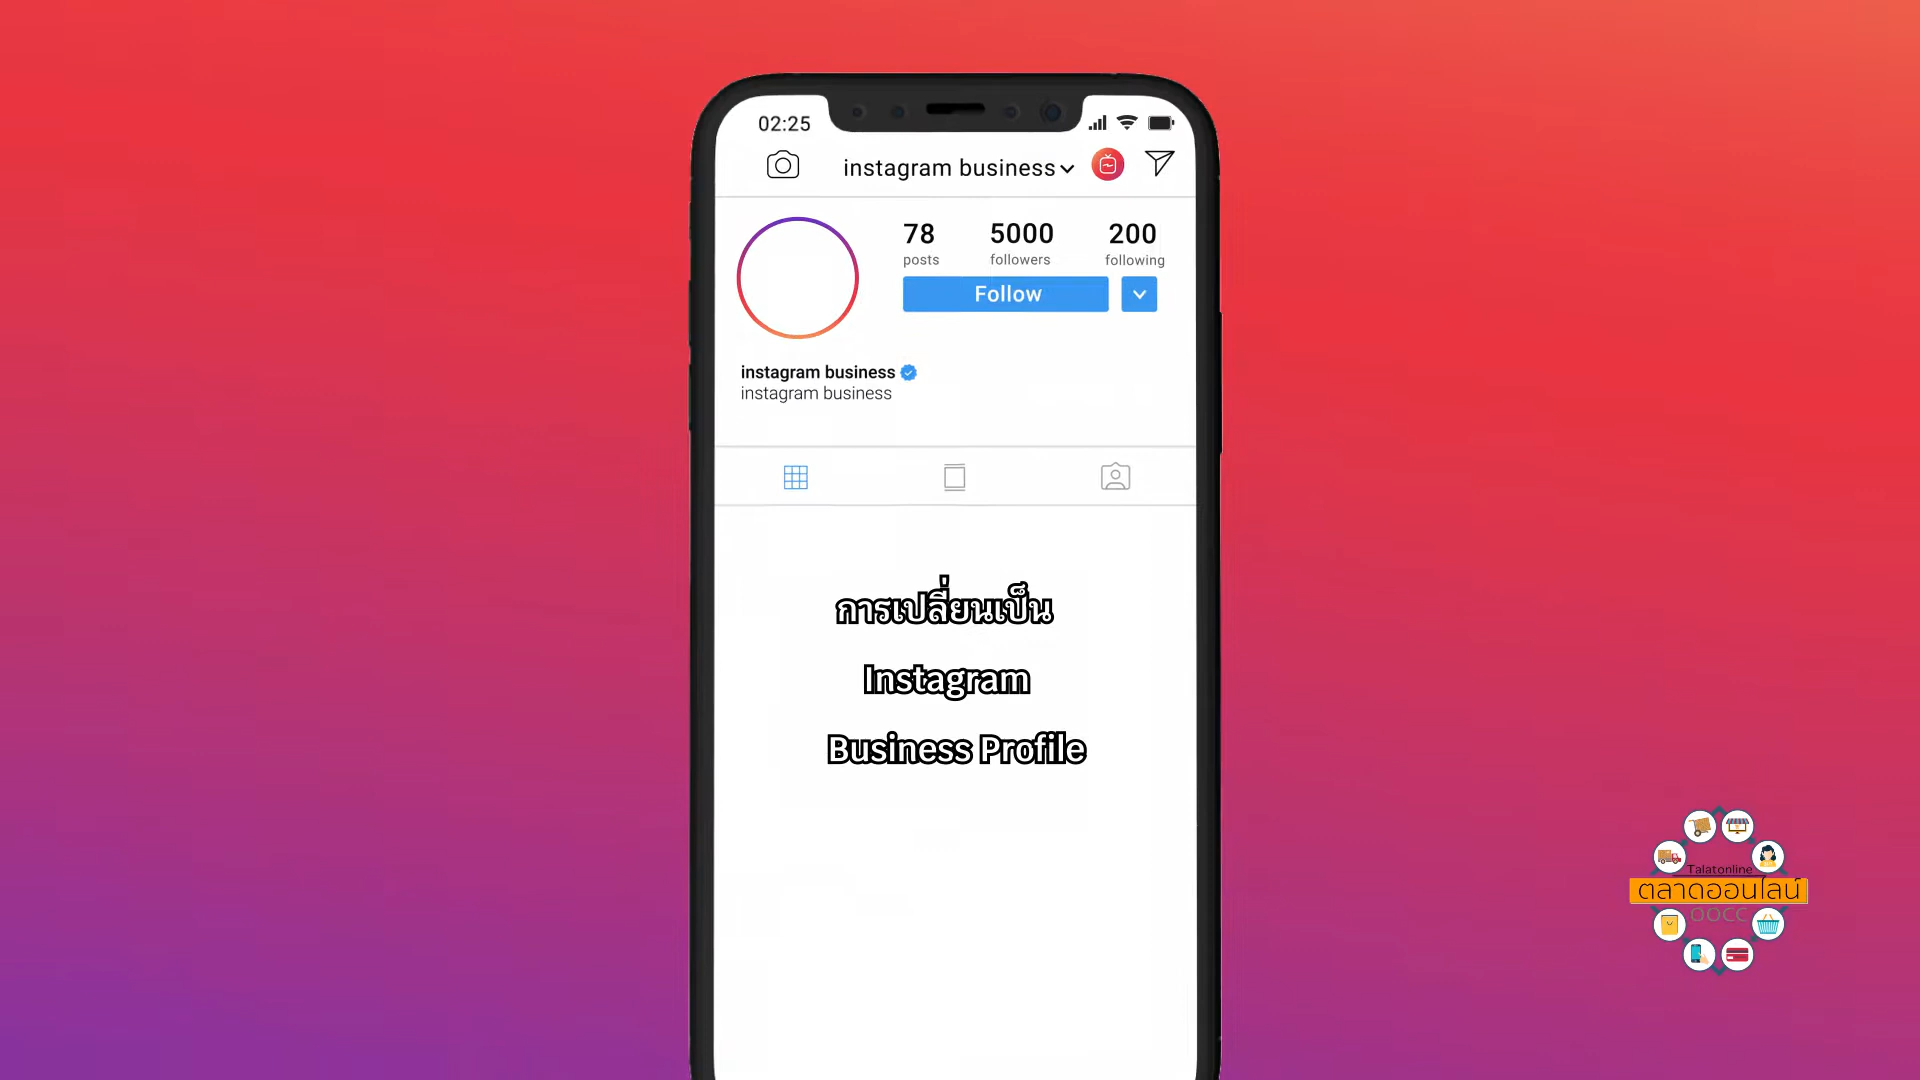 02:25
instagram business
78 5000 200
posts followers following
Follow
instagram business
instagram business
การเปลี่ยนเป็น
Instagram
Business Profile
Talatonline
ตลาดออนไลน์
OOCC